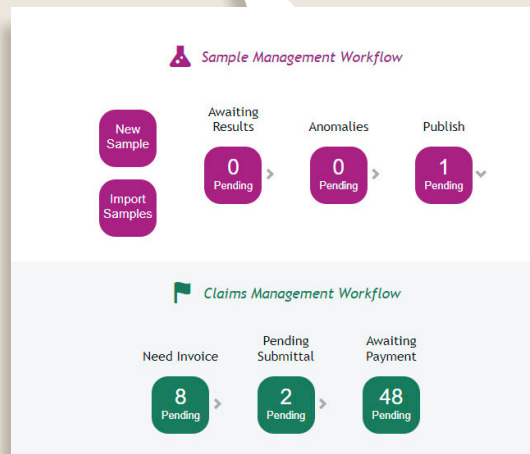 Sample Management Workflow
New
Sample
Import
Samples
Awaiting
Results
0
Pending
Anomalies
0
Pending
Publish
1
Pending
Claims Management Workflow
Need Invoice
8
Pending
Pending
Submittal
2
Pending
Awaiting
Payment
48
Pending